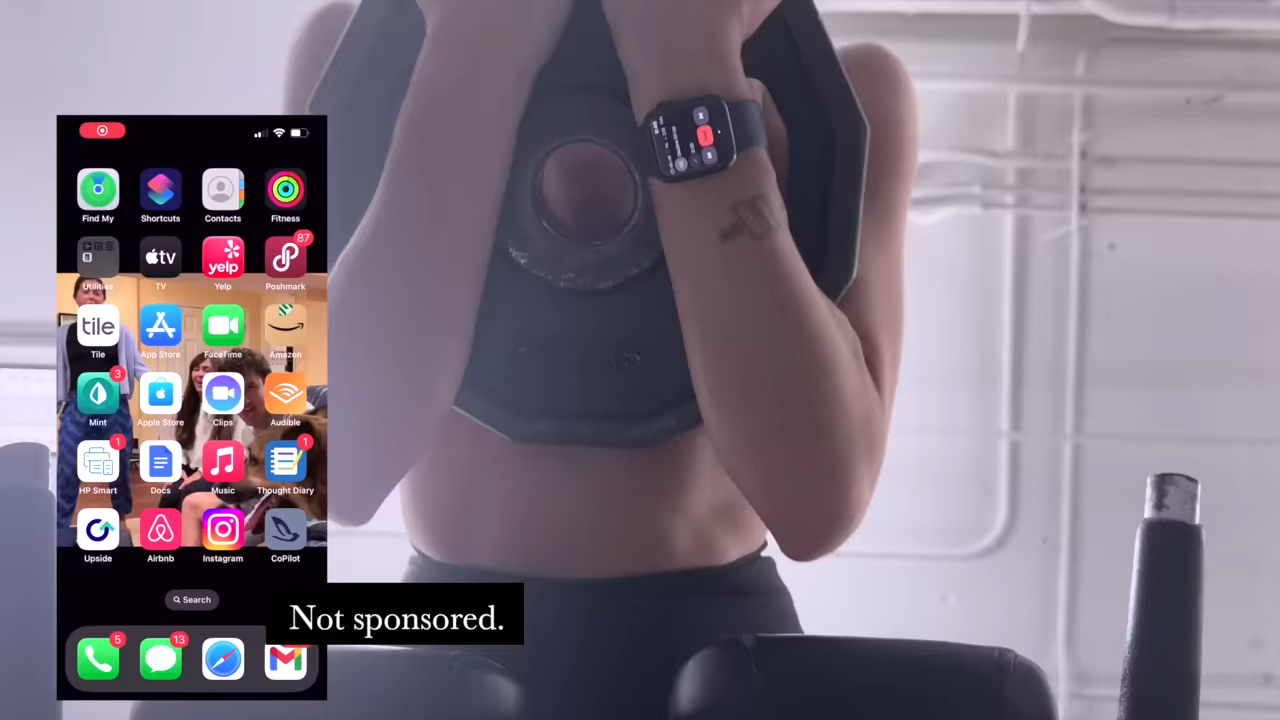 Find My
Shortcuts
Contacts
Fitness
87
Utilities
tv
TV
yelp
Yelp
Poshmark
tile
Tile
App Store
FaceTime
Amazon
3
Mint
Apple Store
Clips
Audible
1
HP Smart
Docs
Music
1
Thought Diary
Upside
Airbnb
Instagram
CoPilot
Search
Not sponsored.
5
13